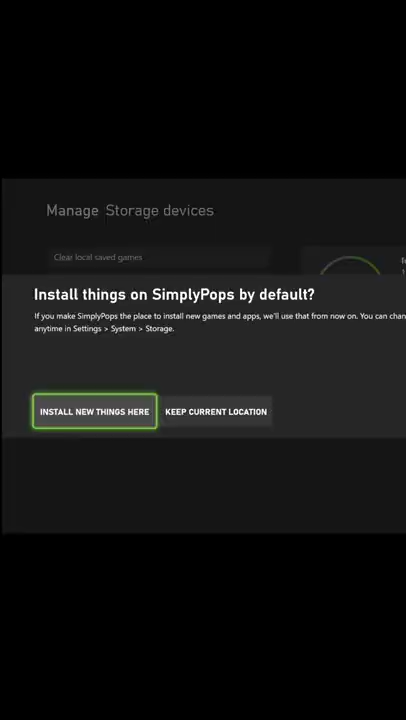 Manage Storage devices
Clear local saved games
Install things on SimplyPops by default?
If you make SimplyPops the place to install new games and apps, we'll use that from now on. You can
anytime in Settings > System > Storage.
INSTALL NEW THINGS HERE
KEEP CURRENT LOCATION